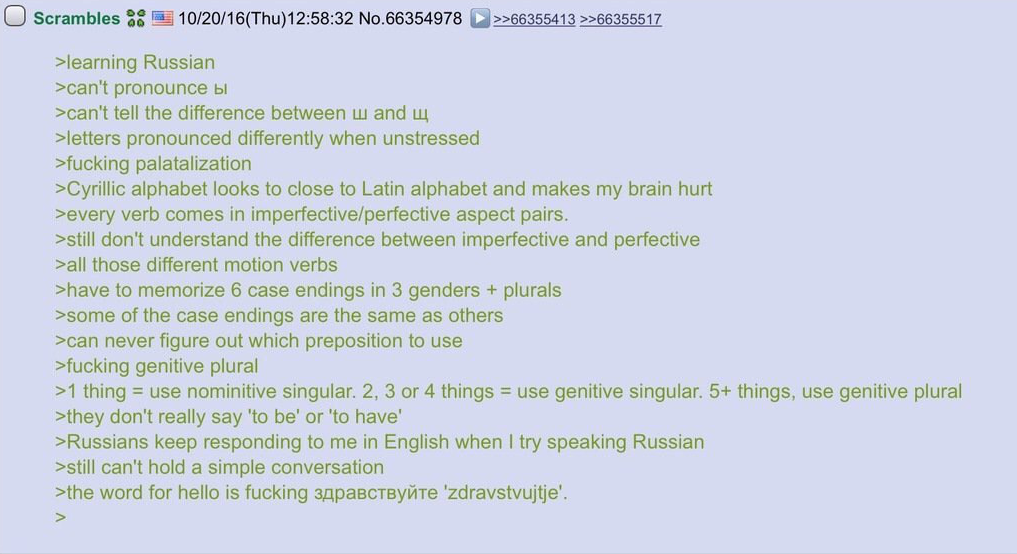 Scrambles 10/20/16(Thu)12:58:32 No.66354978 >>66355413 >>66355517
>learning Russian
>can't pronounce ы
>can't tell the difference between ш and щ
>letters pronounced differently when unstressed
>fucking palatalization
>Cyrillic alphabet looks to close to Latin alphabet and makes my brain hurt
>every verb comes in imperfective/perfective aspect pairs.
>still don't understand the difference between imperfective and perfective
>all those different motion verbs
>have to memorize 6 case endings in 3 genders + plurals
>some of the case endings are the same as others
>can never figure out which preposition to use
>fucking genitive plural
>1 thing = use nominitive singular. 2, 3 or 4 things = use genitive singular. 5+ things, use genitive plural
>they don't really say 'to be' or 'to have'
>Russians keep responding to me in English when I try speaking Russian
>still can't hold a simple conversation
>the word for hello is fucking здравствуйте 'zdravstvujtje'.
>